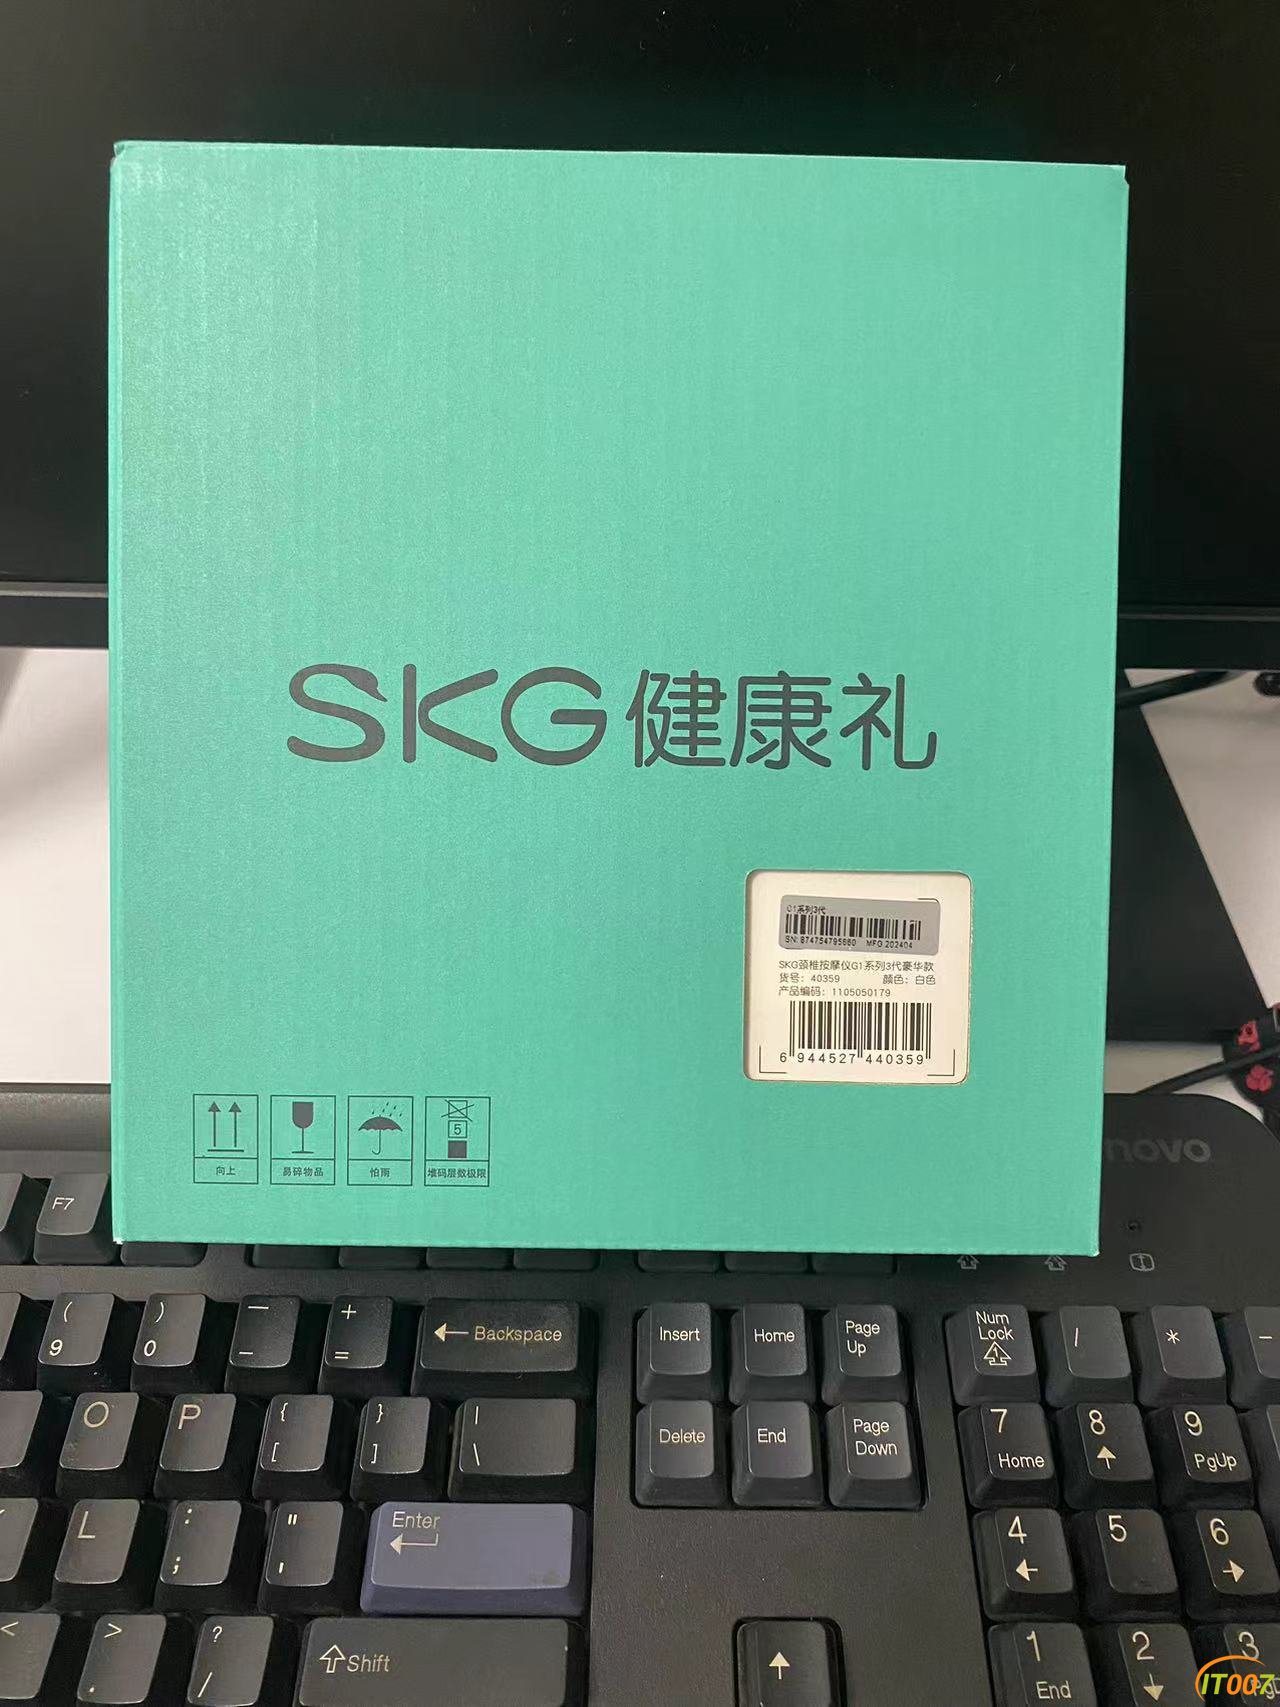 SKG 健康礼
G1系列3代
SN: 874754795660 MFG 202404
SKG颈椎按摩仪G1系列3代豪华款
货号: 40359 颜色: 白色
产品编码: 1105050179
6 944527 440359
5
向上 易碎物品 怕雨 堆码层数极限
novo
F7
( ) — +
9 0 - =
← Backspace
Insert Home Page Up
Num Lock / * -
O P { } |
[ ] \
Delete End Page Down
7 Home 8 9 PgUp
L : "
; '
Enter
4 5 6
< > ?
/
Shift
1 End 2 3
IT007